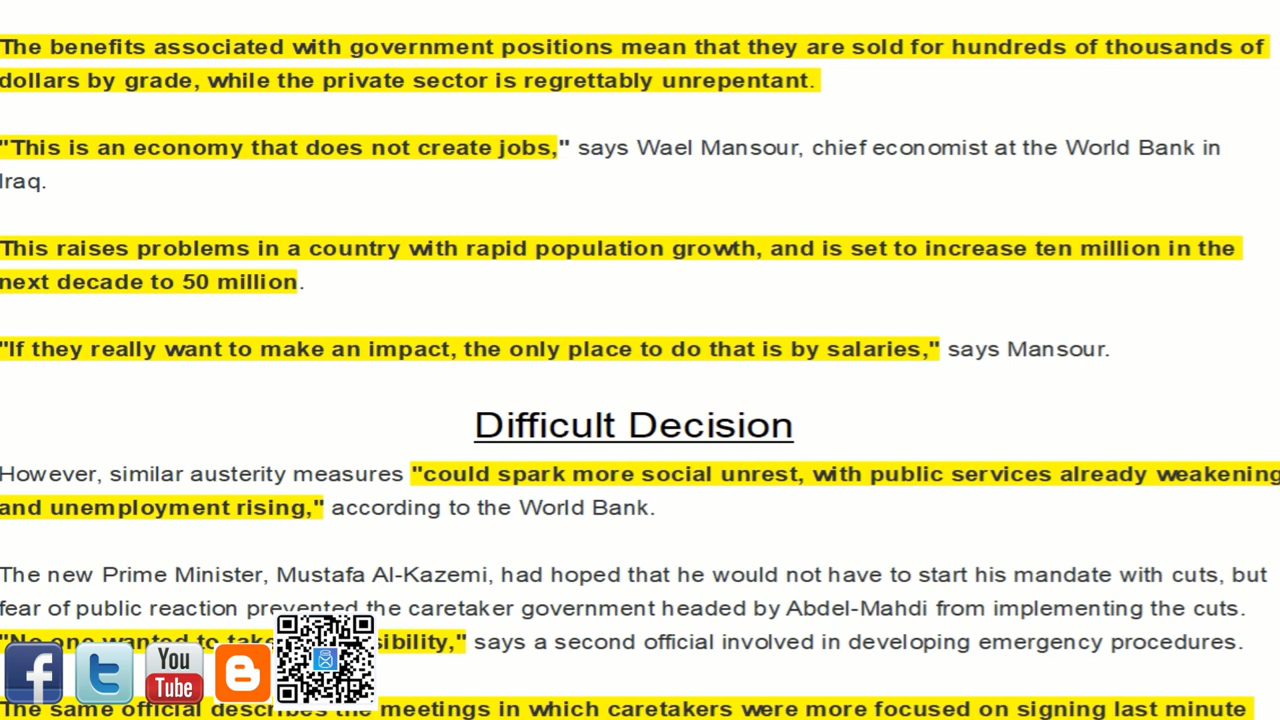 The benefits associated with government positions mean that they are sold for hundreds of thousands of
dollars by grade, while the private sector is regrettably unrepentant.
"This is an economy that does not create jobs," says Wael Mansour, chief economist at the World Bank in
Iraq.
This raises problems in a country with rapid population growth, and is set to increase ten million in the
next decade to 50 million.
"If they really want to make an impact, the only place to do that is by salaries," says Mansour.
Difficult Decision
However, similar austerity measures "could spark more social unrest, with public services already weakening
and unemployment rising," according to the World Bank.
The new Prime Minister, Mustafa Al-Kazemi, had hoped that he would not have to start his mandate with cuts, but
fear of public reaction prevented the caretaker government headed by Abdel-Mahdi from implementing the cuts.
"No one wanted to take sibility," says a second official involved in developing emergency procedures.
You
Tube
The same official describes the meetings in which caretakers were more focused on signing last minute